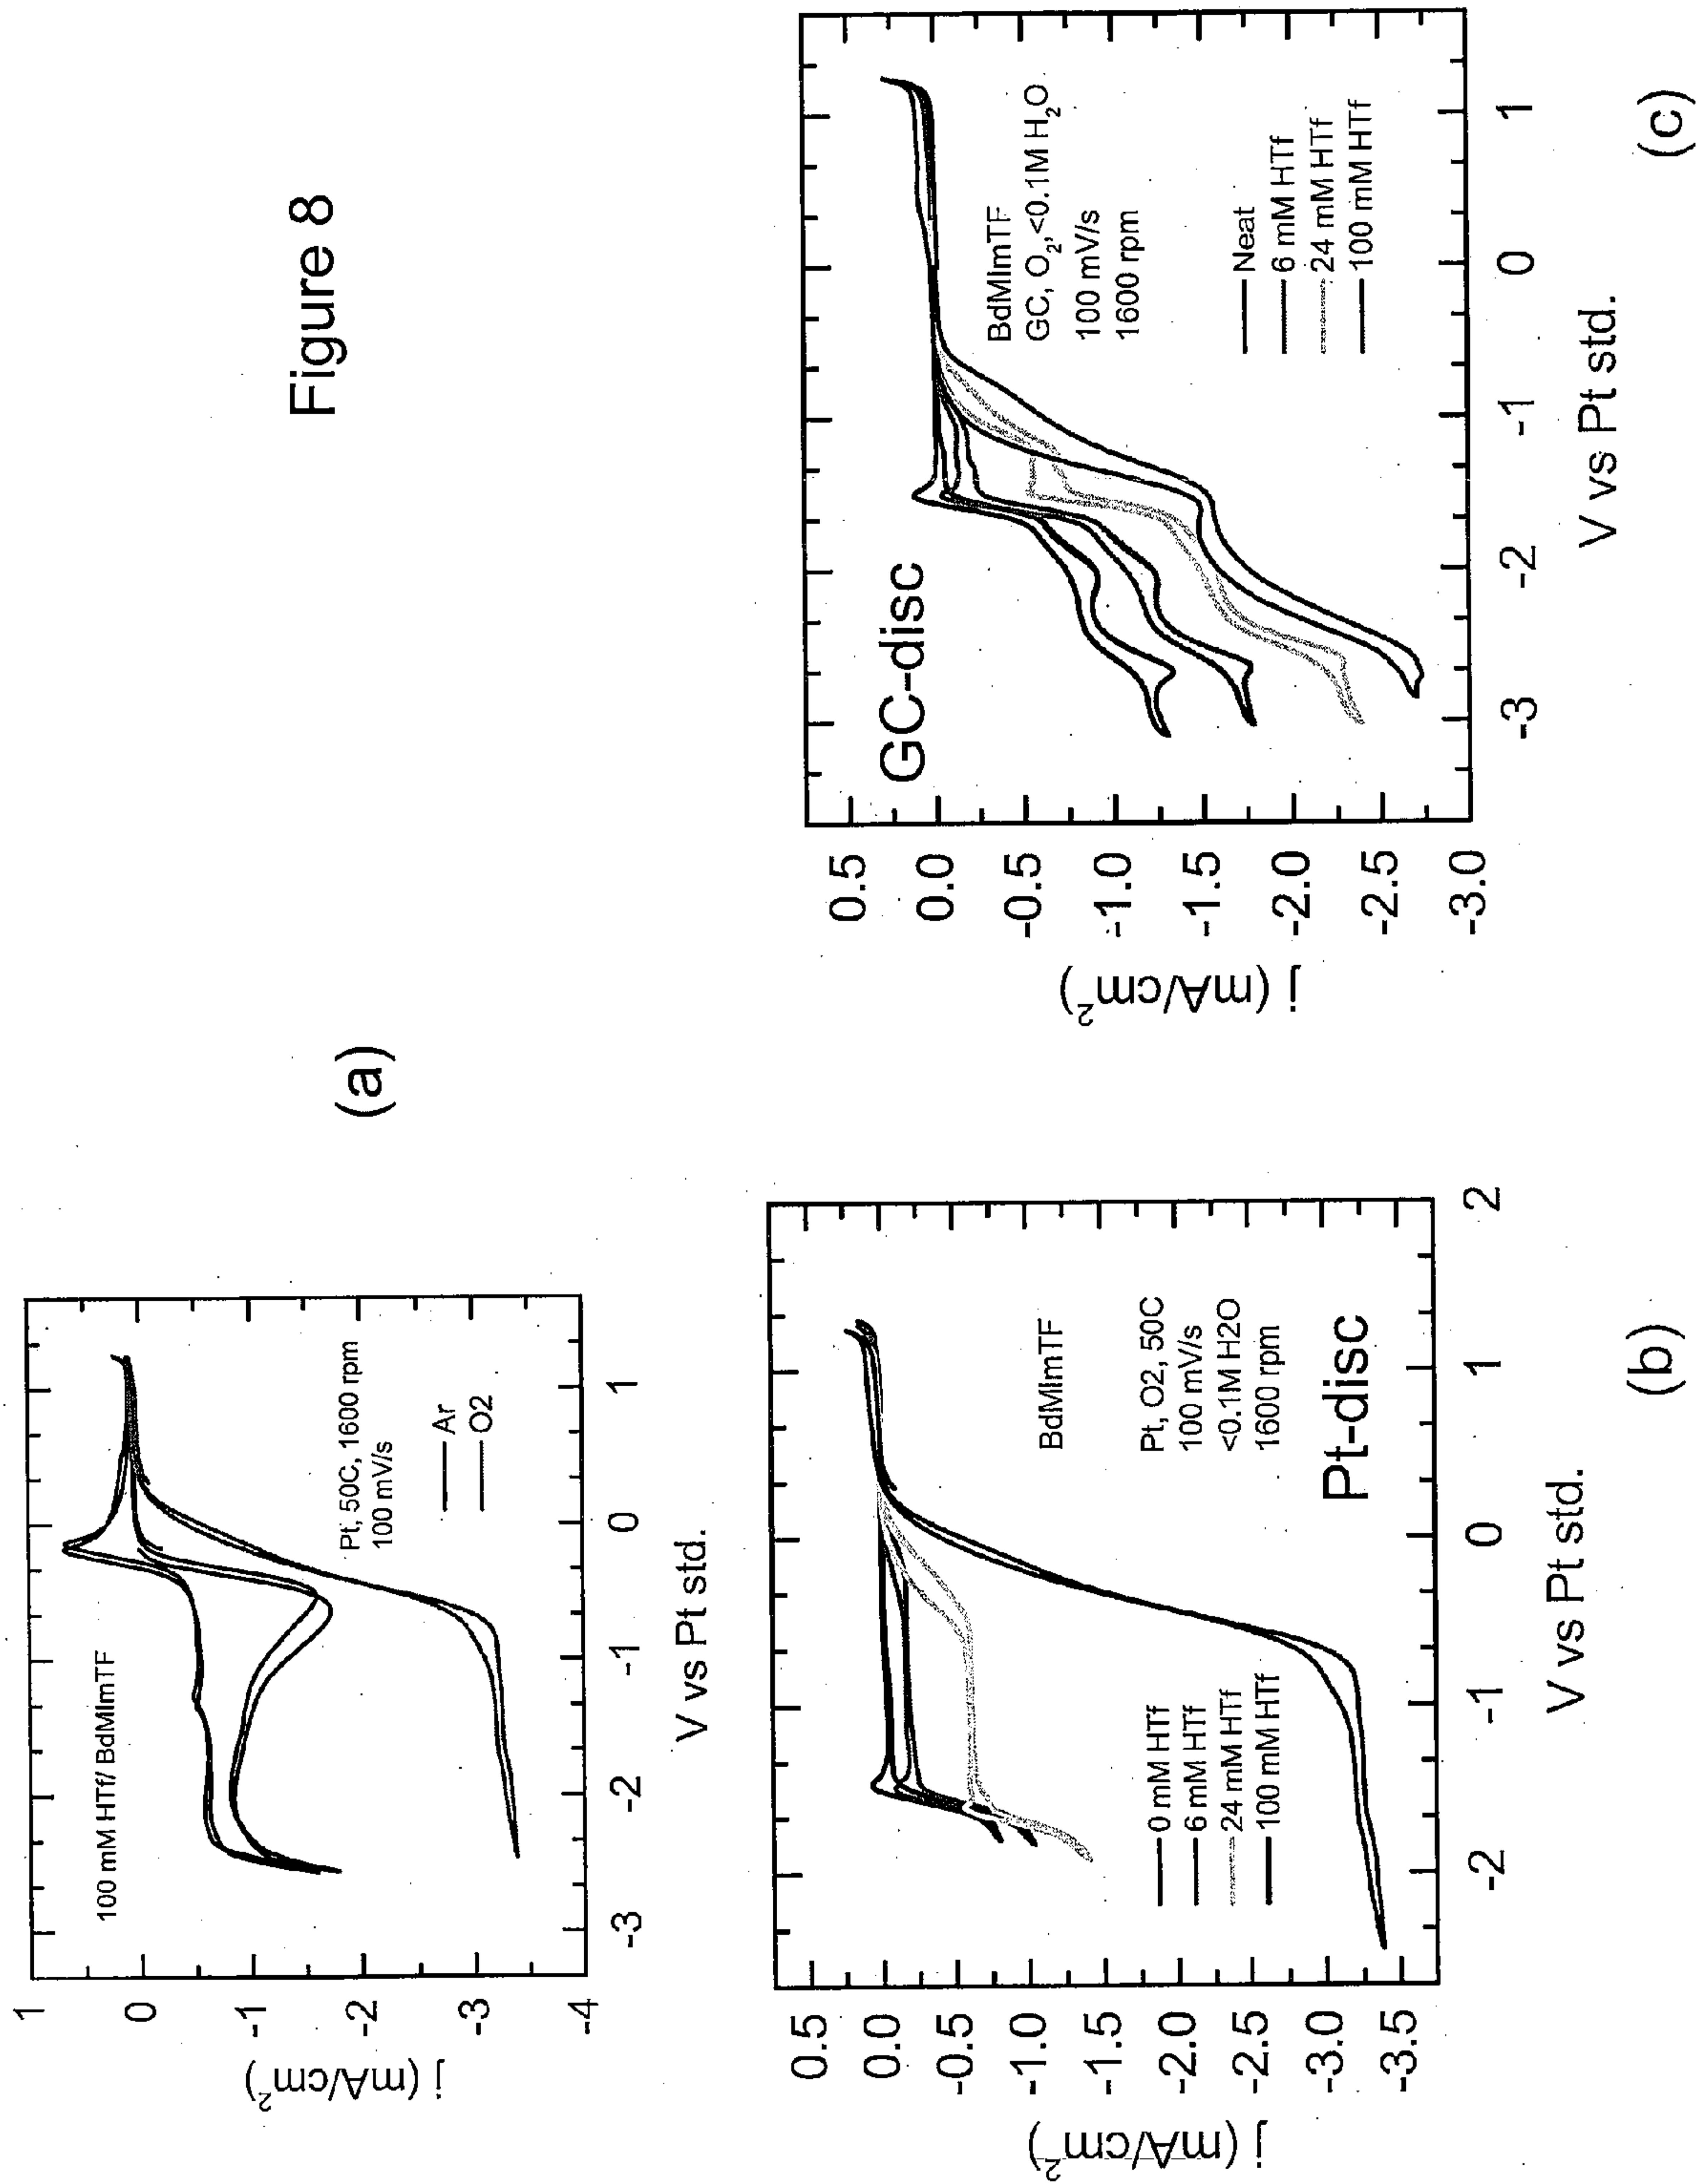 Figure 8
1
0
-1
-2
-3
-4
j (mA/cm²)
100 mM HTf/ BdMImTF
Pt, 50C, 1600 rpm
100 mV/s
Ar
O2
-3
-2
-1
0
1
V vs Pt std.
(a)
0.5
0.0
-0.5
-1.0
-1.5
-2.0
-2.5
-3.0
-3.5
j (mA/cm²)
BdMImTF
Pt, O2, 50C
100 mV/s
<0.1M H2O
1600 rpm
0 mM HTf
6 mM HTf
24 mM HTf
100 mM HTf
Pt-disc
-2
-1
0
1
2
V vs Pt std.
(b)
0.5
0.0
-0.5
-1.0
-1.5
-2.0
-2.5
-3.0
j (mA/cm²)
GC-disc
BdMImTF
GC, O₂,<0.1M H₂O
100 mV/s
1600 rpm
Neat
6 mM HTf
24 mM HTf
100 mM HTf
-3
-2
-1
0
1
V vs Pt std.
(c)